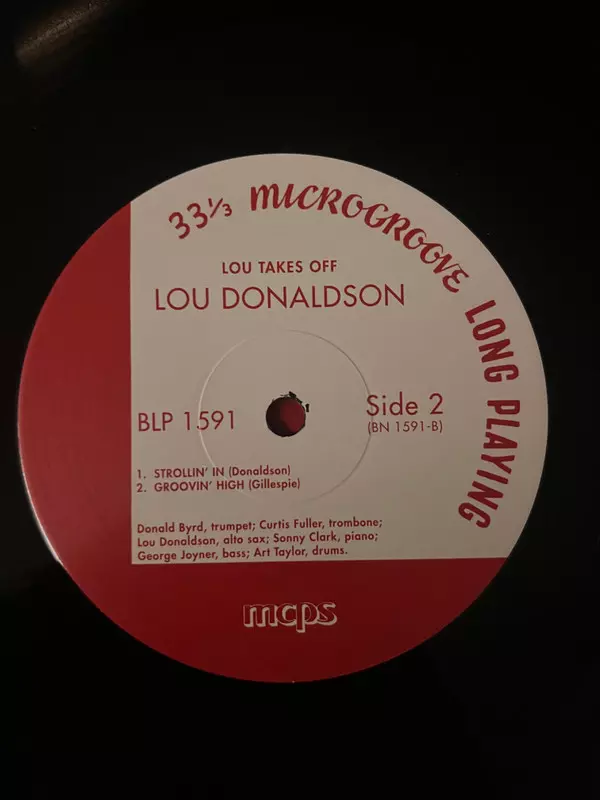 33⅓ MICROGROOVE LONG PLAYING
LOU TAKES OFF
LOU DONALDSON
BLP 1591
Side 2
(BN 1591-B)
1. STROLLIN' IN (Donaldson)
2. GROOVIN' HIGH (Gillespie)
Donald Byrd, trumpet; Curtis Fuller, trombone;
Lou Donaldson, alto sax; Sonny Clark, piano;
George Joyner, bass; Art Taylor, drums.
mcps